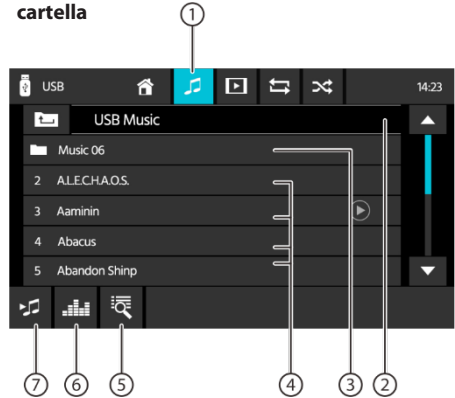 cartella
1
USB 14:23
USB Music
Music 06
2 A.L.E.C.H.A.O.S.
3 Aaminin
4 Abacus
5 Abandon Shinp
7 6 5 4 3 2